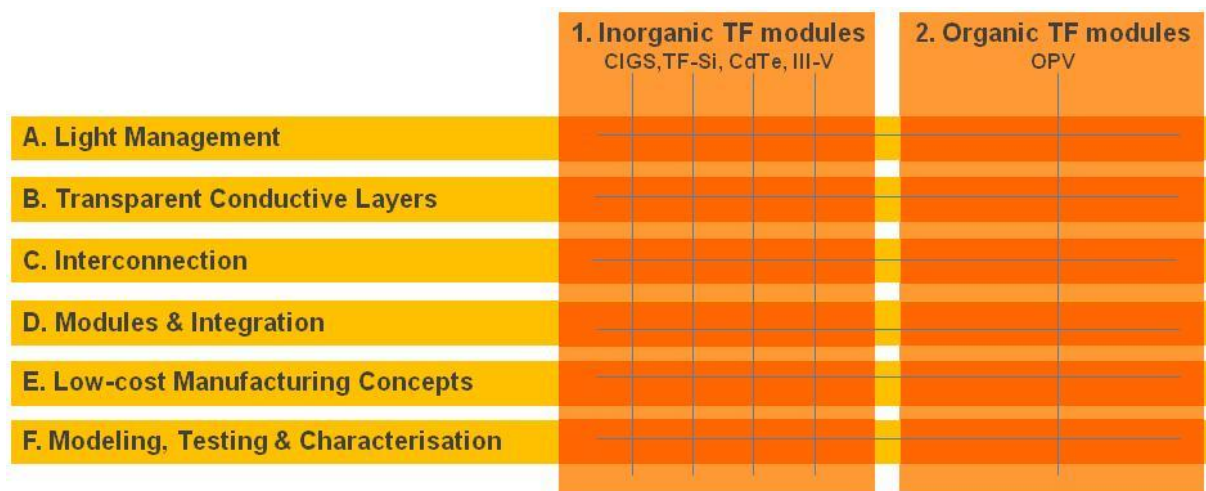 1. Inorganic TF modules
CIGS,TF-Si, CdTe, III-V
2. Organic TF modules
OPV
A. Light Management
B. Transparent Conductive Layers
C. Interconnection
D. Modules & Integration
E. Low-cost Manufacturing Concepts
F. Modeling, Testing & Characterisation